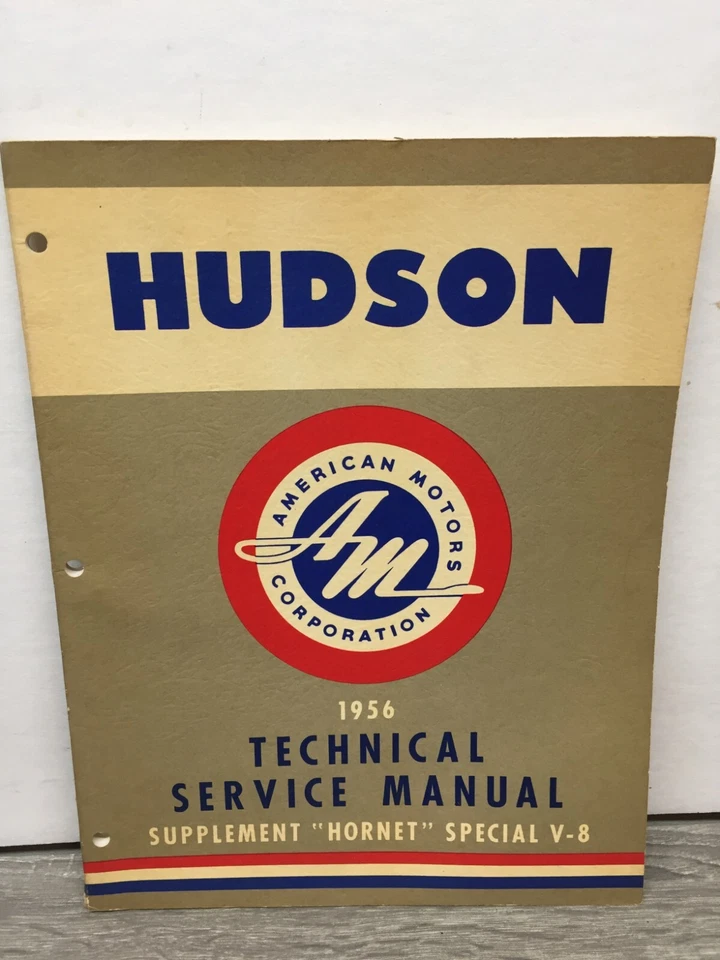 HUDSON
AMERICAN MOTORS
AM
CORPORATION
1956
TECHNICAL
SERVICE MANUAL
SUPPLEMENT "HORNET" SPECIAL V-8